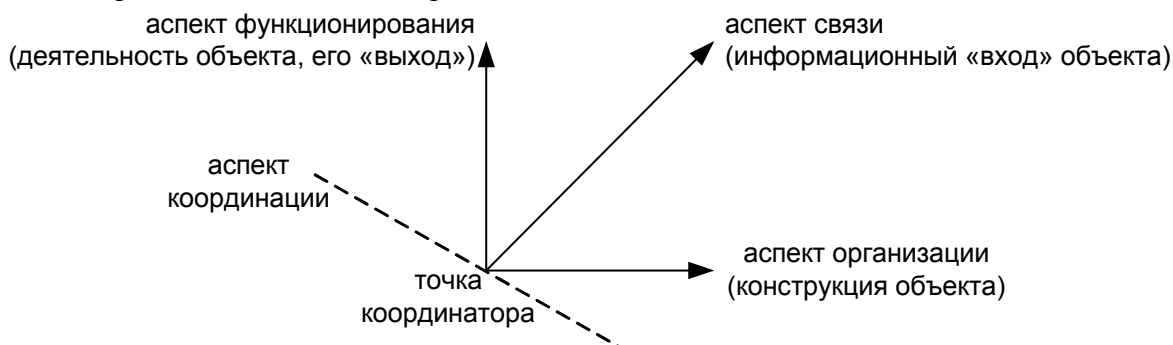 аспект функционирования
(деятельность объекта, его «выход»)
аспект связи
(информационный «вход» объекта)
аспект
координации
аспект организации
(конструкция объекта)
точка
координатора